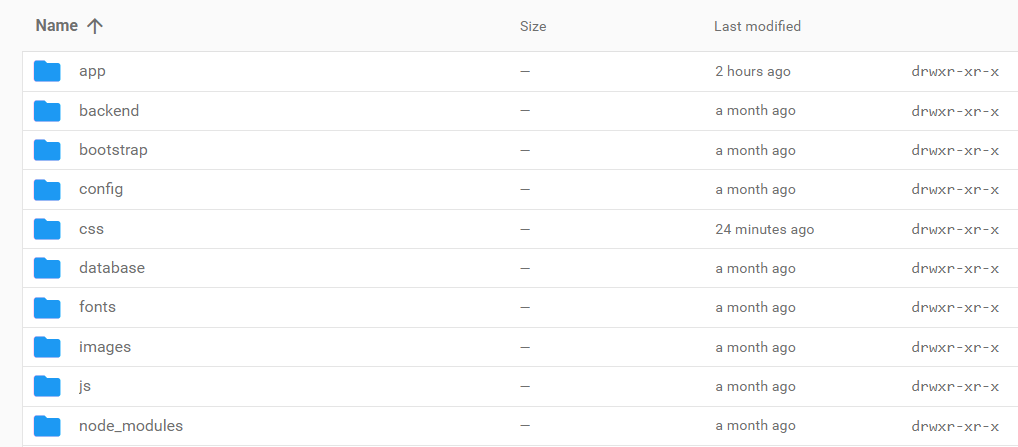 Name Size Last modified
app — 2 hours ago drwxr-xr-x
backend — a month ago drwxr-xr-x
bootstrap — a month ago drwxr-xr-x
config — a month ago drwxr-xr-x
css — 24 minutes ago drwxr-xr-x
database — a month ago drwxr-xr-x
fonts — a month ago drwxr-xr-x
images — a month ago drwxr-xr-x
js — a month ago drwxr-xr-x
node_modules — a month ago drwxr-xr-x